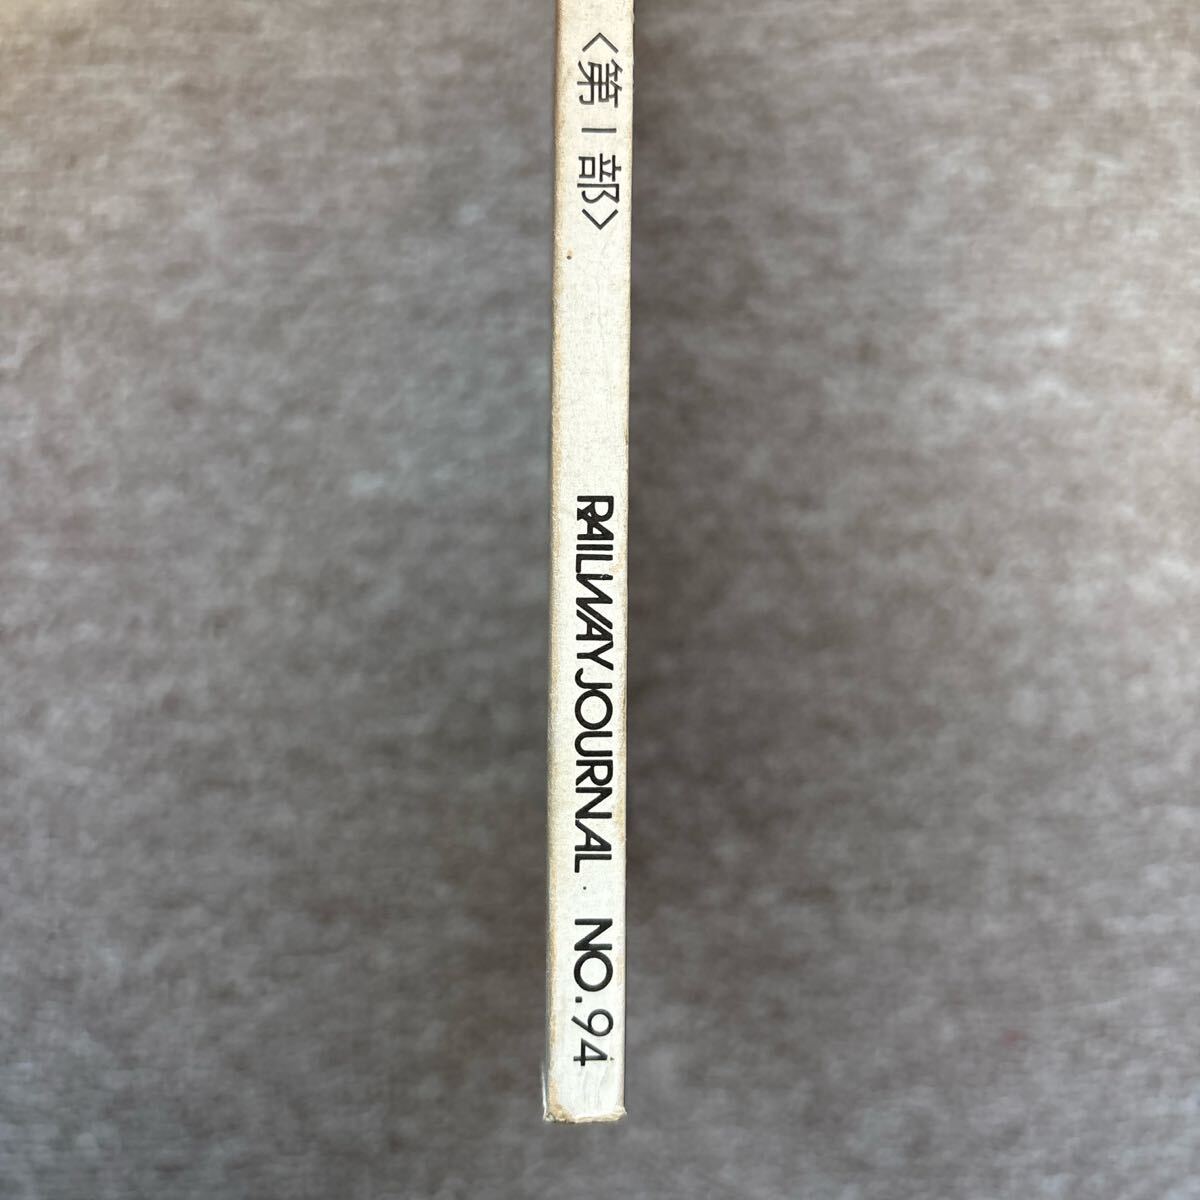 〈第1部〉
RAILWAY JOURNAL NO.94